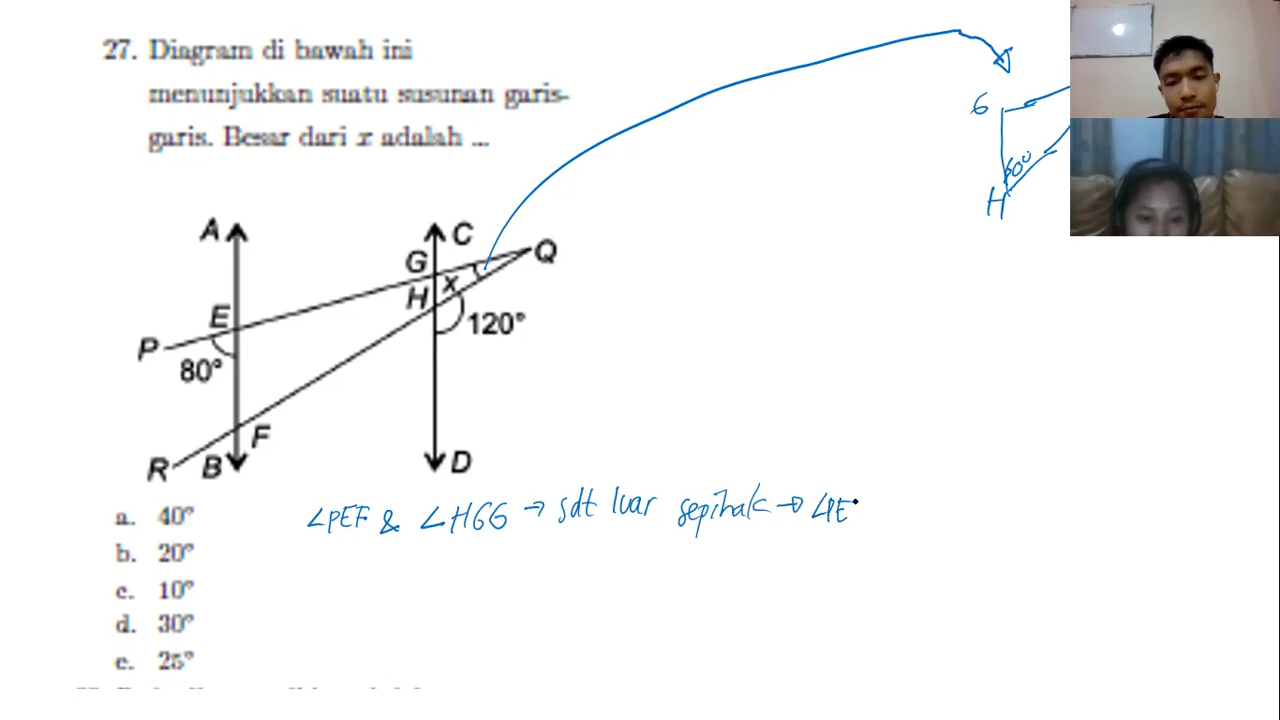 27. Diagram di bawah ini
menunjukkan suatu susunan garis-
garis. Besar dari x adalah ...
A
C
Q
G
x
H
120°
E
P
80°
F
R
B
D
6
60°
H
a. 40°
b. 20°
c. 10°
d. 30°
e. 25°
∠PEF & ∠HGG → sdt luar sepihak → ∠PE